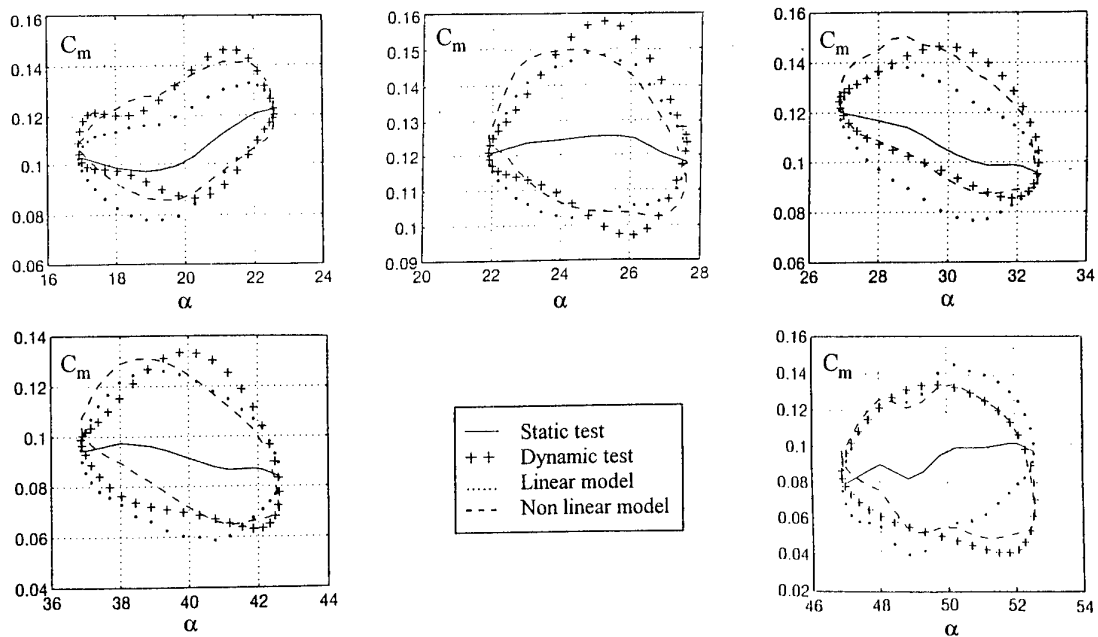 0.16
C_m
0.14
0.12
0.1
0.08
0.06
14 16 18 20 22 24
α
0.16
C_m
0.15
0.14
0.13
0.12
0.11
0.1
0.09
20 22 24 26 28
α
0.16
C_m
0.14
0.12
0.1
0.08
0.06
26 28 30 32 34
α
0.14
C_m
0.12
0.1
0.08
0.06
0.04
36 38 40 42 44
α
Static test
++ Dynamic test
Linear model
Non linear model
0.16
C_m
0.14
0.12
0.1
0.08
0.06
0.04
0.02
46 48 50 52 54
α